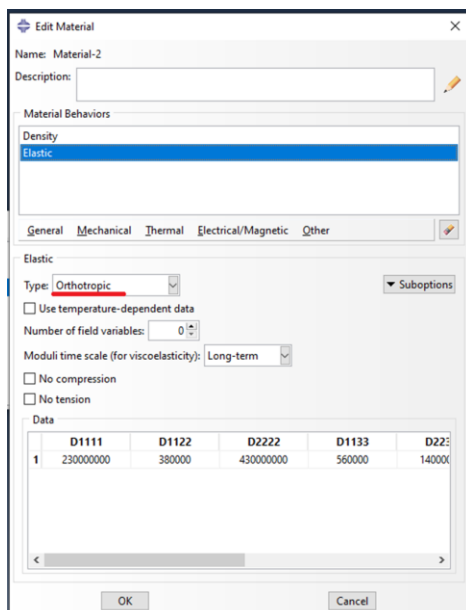 Edit Material
Name: Material-2
Description:
Material Behaviors
Density
Elastic
General Mechanical Thermal Electrical/Magnetic Other
Elastic
Type: Orthotropic
Suboptions
Use temperature-dependent data
Number of field variables: 0
Moduli time scale (for viscoelasticity): Long-term
No compression
No tension
Data
D1111 D1122 D2222 D1133
1 230000000 380000 430000000 560000
OK Cancel